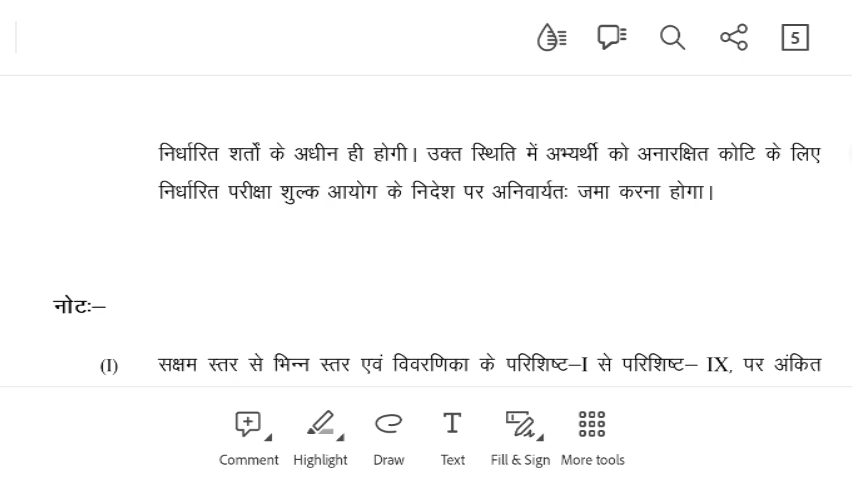 5
निर्धारित शर्तों के अधीन ही होगी। उक्त स्थिति में अभ्यर्थी को अनारक्षित कोटि के लिए
निर्धारित परीक्षा शुल्क आयोग के निदेश पर अनिवार्यतः जमा करना होगा।
नोटः–
(I) सक्षम स्तर से भिन्न स्तर एवं विवरणिका के परिशिष्ट–I से परिशिष्ट– IX, पर अंकित
Comment Highlight Draw Text Fill & Sign More tools